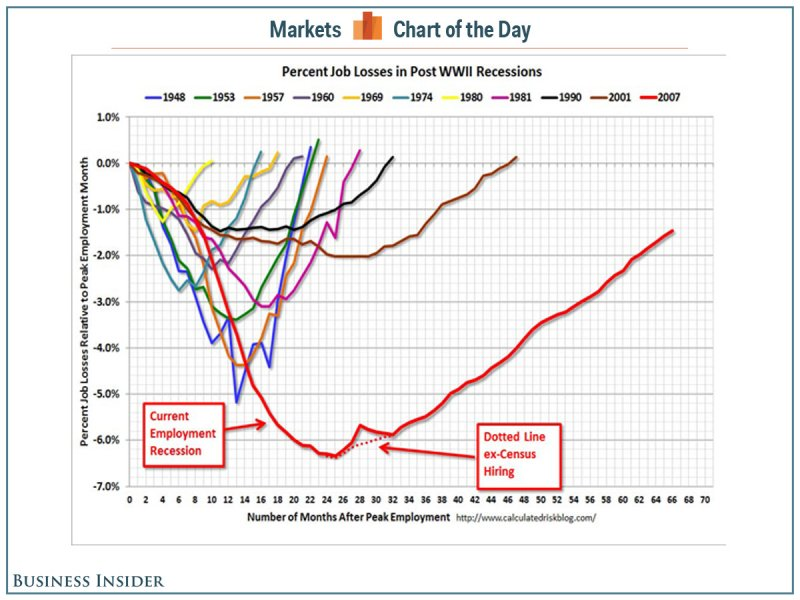 Markets Chart of the Day
Percent Job Losses in Post WWII Recessions
1948 1953 1957 1960 1969 1974 1980 1981 1990 2001 2007
Percent Job Losses Relative to Peak Employment Month
1.0%
0.0%
-1.0%
-2.0%
-3.0%
-4.0%
-5.0%
-6.0%
-7.0%
Current
Employment
Recession
Dotted Line
ex-Census
Hiring
0 2 4 6 8 10 12 14 16 18 20 22 24 26 28 30 32 34 36 38 40 42 44 46 48 50 52 54 56 58 60 62 64 66 68 70
Number of Months After Peak Employment http://www.calculatedriskblog.com/
BUSINESS INSIDER